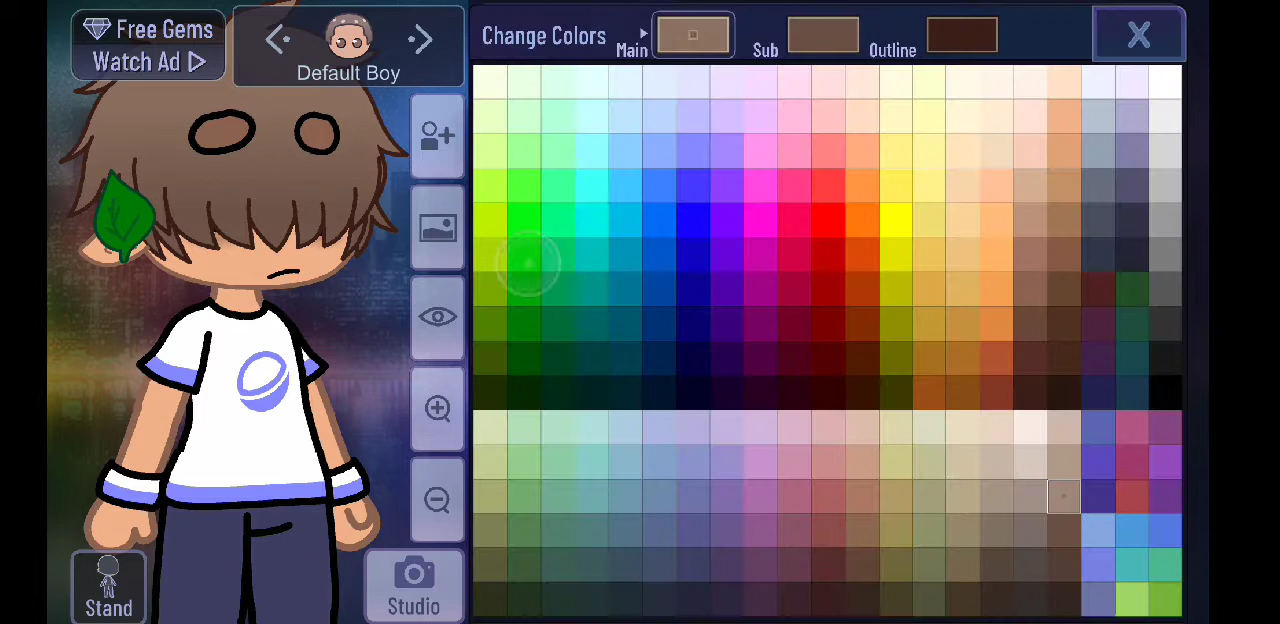 Free Gems
Watch Ad
Default Boy
Change Colors
Main
Sub
Outline
X
Stand
Studio